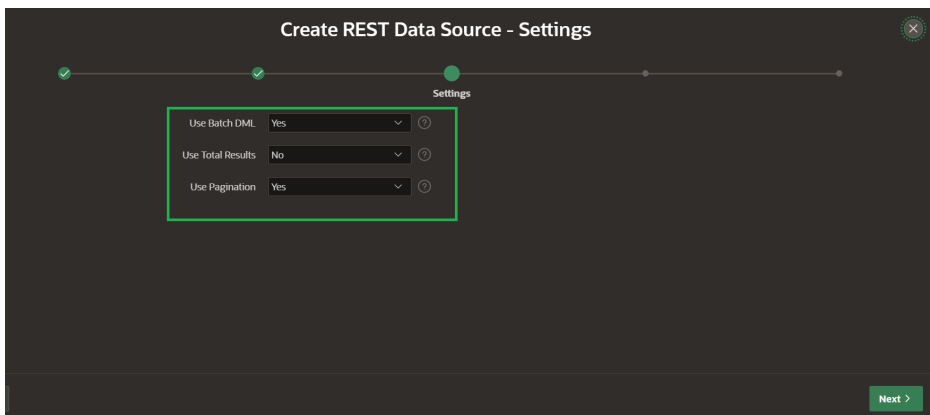 Create REST Data Source - Settings
Settings
Use Batch DML Yes
Use Total Results No
Use Pagination Yes
Next >